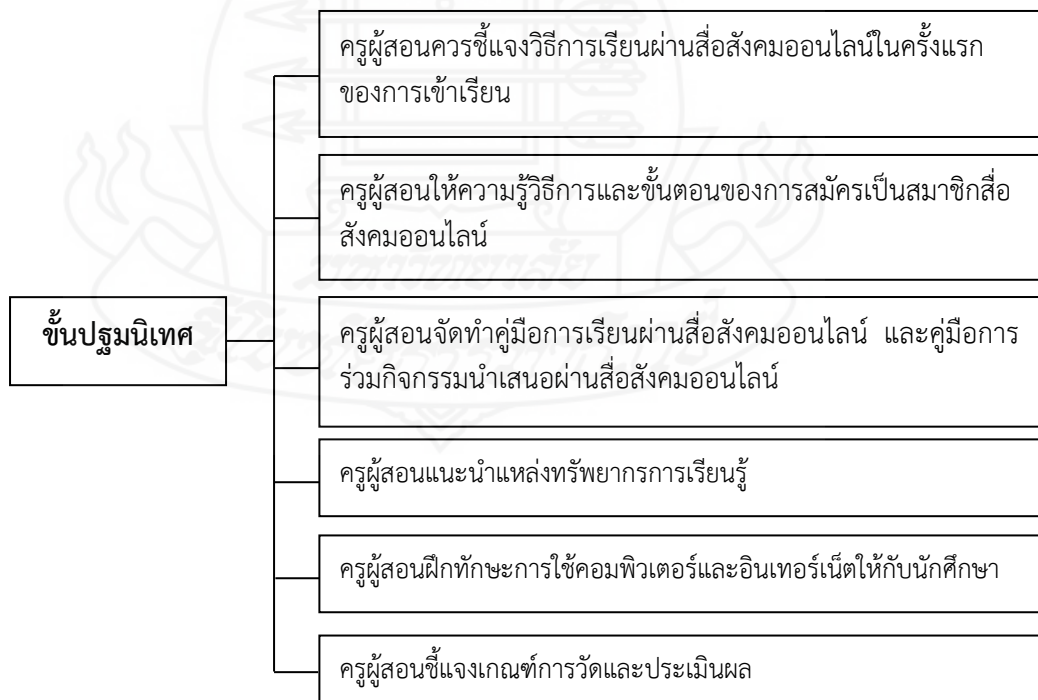 ครูผู้สอนควรชี้แจงวิธีการเรียนผ่านสื่อสังคมออนไลน์ในครั้งแรก
ของการเข้าเรียน
ครูผู้สอนให้ความรู้วิธีการและขั้นตอนของการสมัครเป็นสมาชิกสื่อ
สังคมออนไลน์
ขั้นปฐมนิเทศ
ครูผู้สอนจัดทำคู่มือการเรียนผ่านสื่อสังคมออนไลน์ และคู่มือการ
ร่วมกิจกรรมนำเสนอผ่านสื่อสังคมออนไลน์
ครูผู้สอนแนะนำแหล่งทรัพยากรการเรียนรู้
ครูผู้สอนฝึกทักษะการใช้คอมพิวเตอร์และอินเทอร์เน็ตให้กับนักศึกษา
ครูผู้สอนชี้แจงเกณฑ์การวัดและประเมินผล